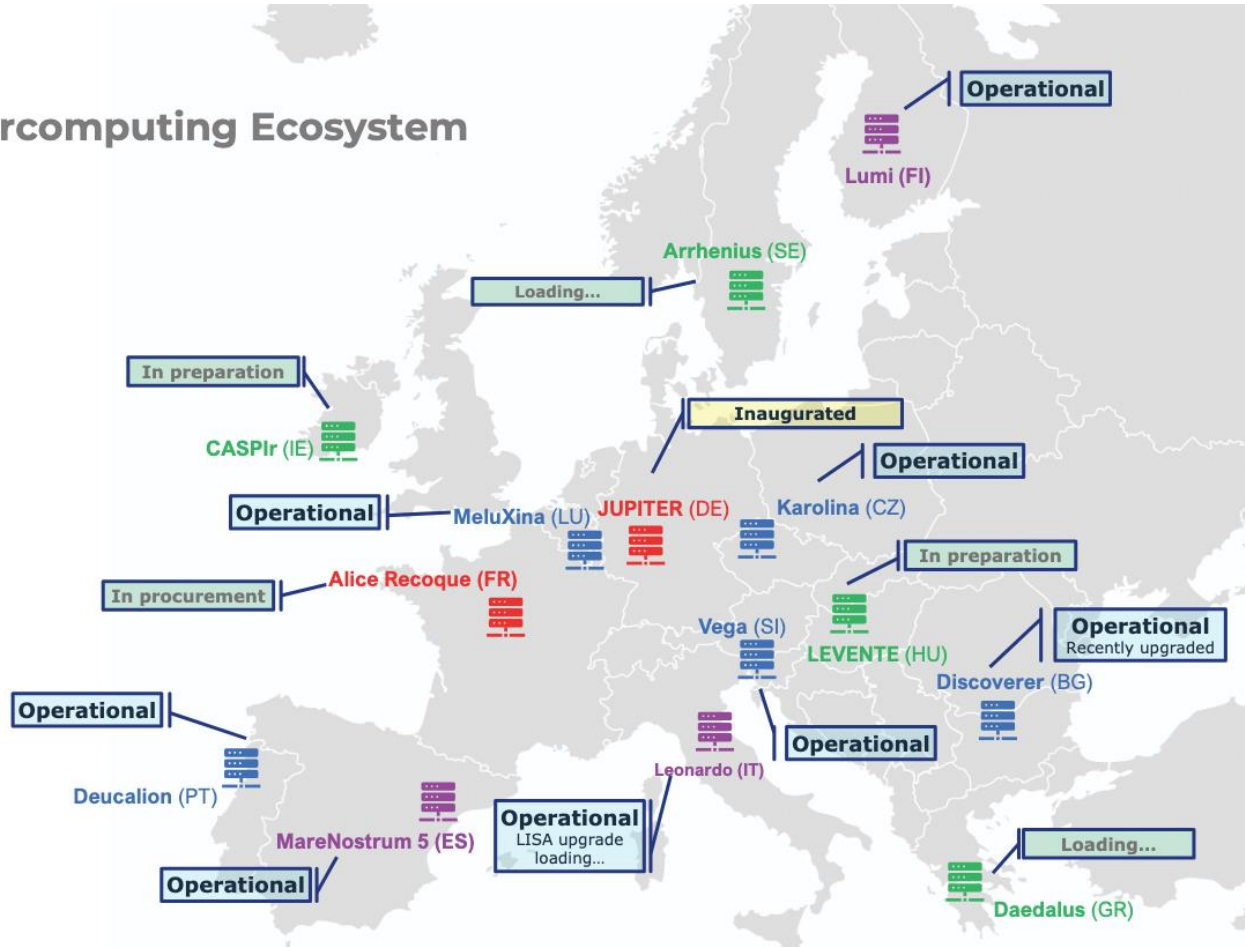 Operational
rcomputing Ecosystem
Lumi (FI)
Arrhenius (SE)
Loading...
In preparation
CASPIr (IE)
Inaugurated
Operational
Operational
MeluXina (LU)
JUPITER (DE)
Karolina (CZ)
In preparation
Alice Recoque (FR)
In procurement
Vega (SI)
LEVENTE (HU)
Operational
Recently upgraded
Discoverer (BG)
Operational
Operational
Leonardo (IT)
Deucalion (PT)
Operational
LISA upgrade
loading...
MareNostrum 5 (ES)
Loading...
Operational
Daedalus (GR)